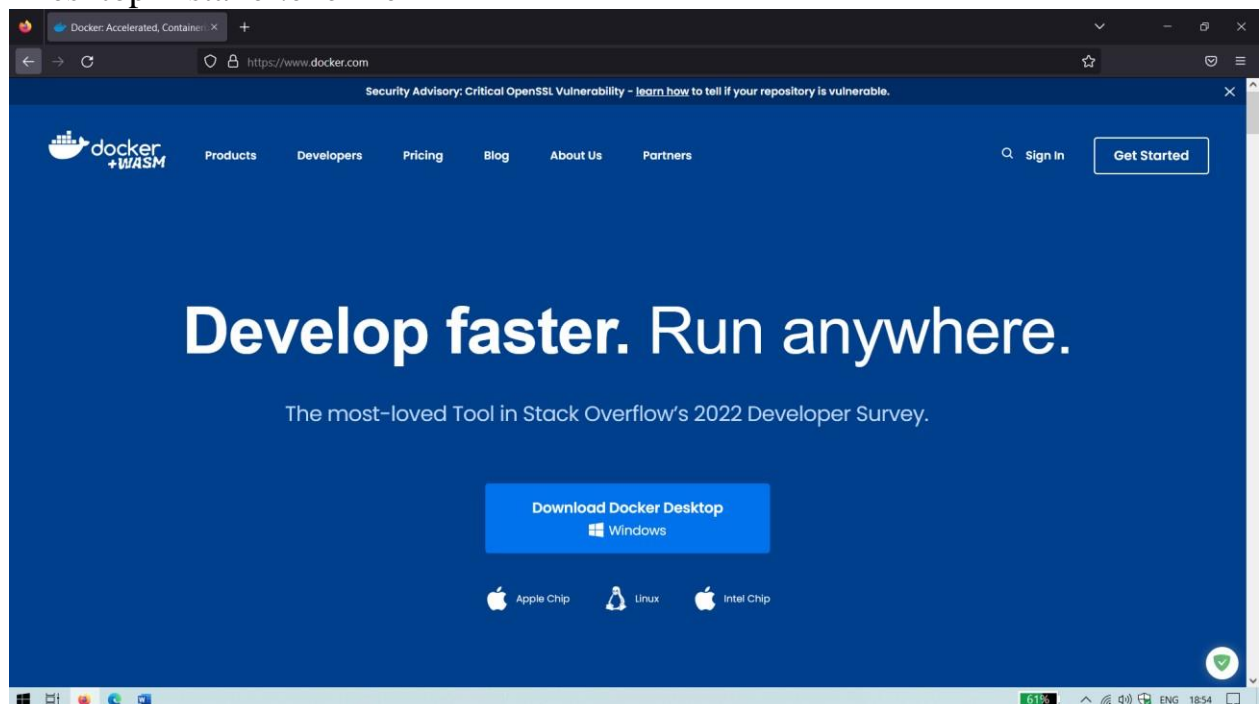 Docker: Accelerated, Container
https://www.docker.com
Security Advisory: Critical OpenSSL Vulnerability – learn how to tell if your repository is vulnerable.
docker
+WASM
Products Developers Pricing Blog About Us Partners
Sign In Get Started
Develop faster. Run anywhere.
The most-loved Tool in Stack Overflow's 2022 Developer Survey.
Download Docker Desktop
Windows
Apple Chip Linux Intel Chip
61% ENG 18:54